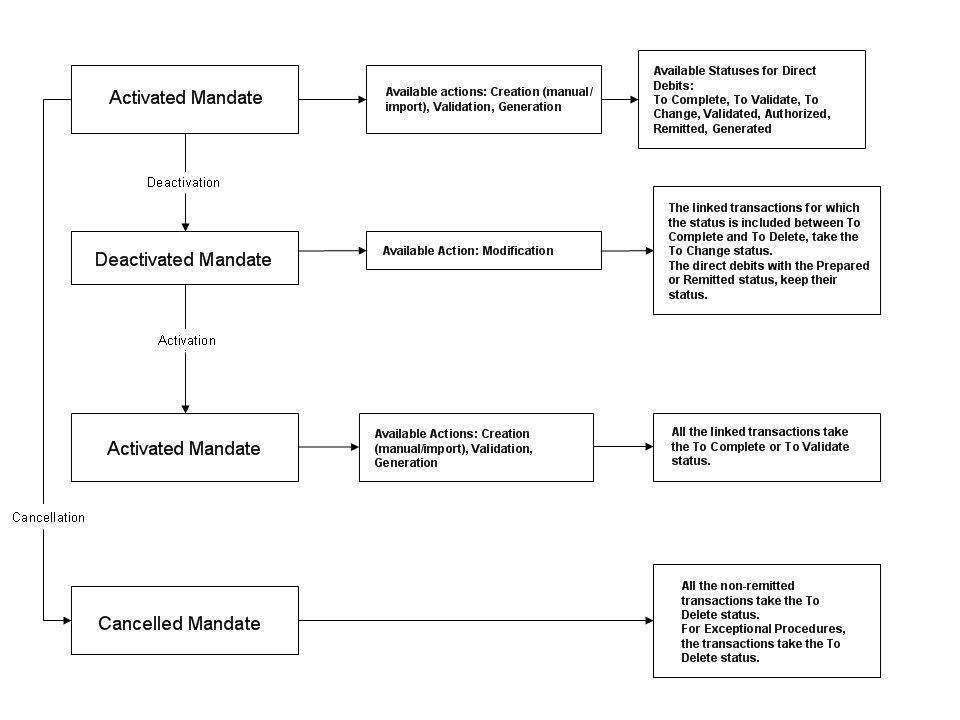 Activated Mandate
Available actions: Creation (manual/
import), Validation, Generation
Available Statuses for Direct
Debits:
To Complete, To Validate, To
Change, Validated, Authorized,
Remitted, Generated
Deactivation
Deactivated Mandate
Available Action: Modification
The linked transactions for which
the status is included between To
Complete and To Delete, take the
To Change status.
The direct debits with the Prepared
or Remitted status, keep their
status.
Activation
Activated Mandate
Available Actions: Creation
(manual/import), Validation,
Generation
All the linked transactions take
the To Complete or To Validate
status.
Cancellation
Cancelled Mandate
All the non-remitted
transactions take the To
Delete status.
For Exceptional Procedures,
the transactions take the To
Delete status.